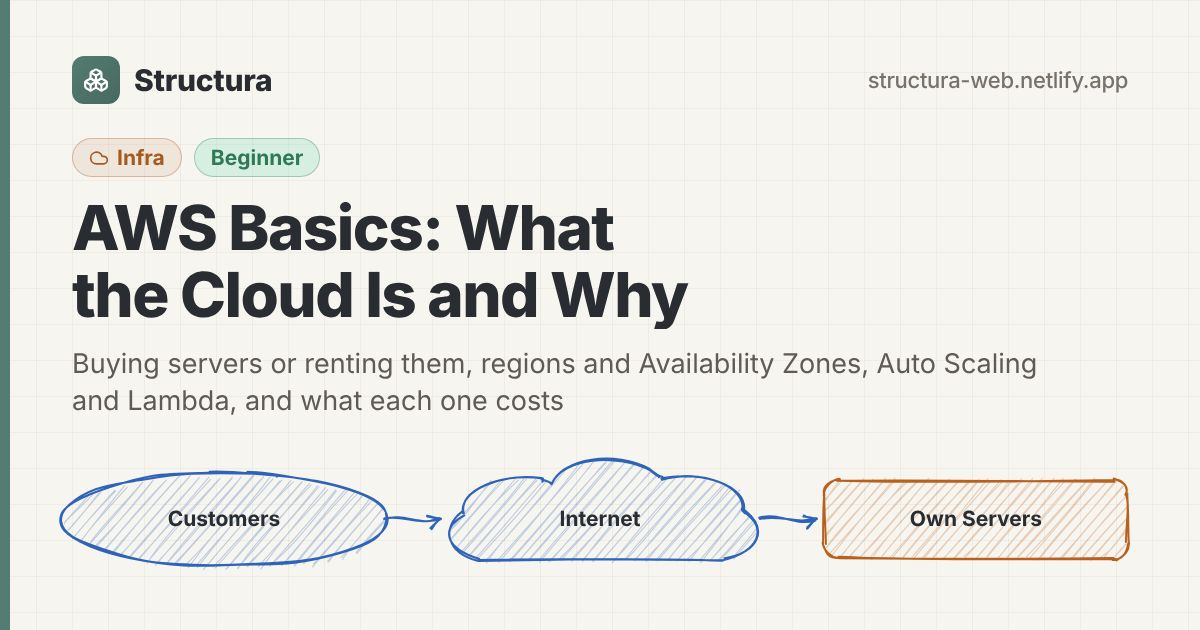 Structura
structura-web.netlify.app
Infra
Beginner
AWS Basics: What
the Cloud Is and Why
Buying servers or renting them, regions and Availability Zones, Auto Scaling
and Lambda, and what each one costs
Customers
Internet
Own Servers